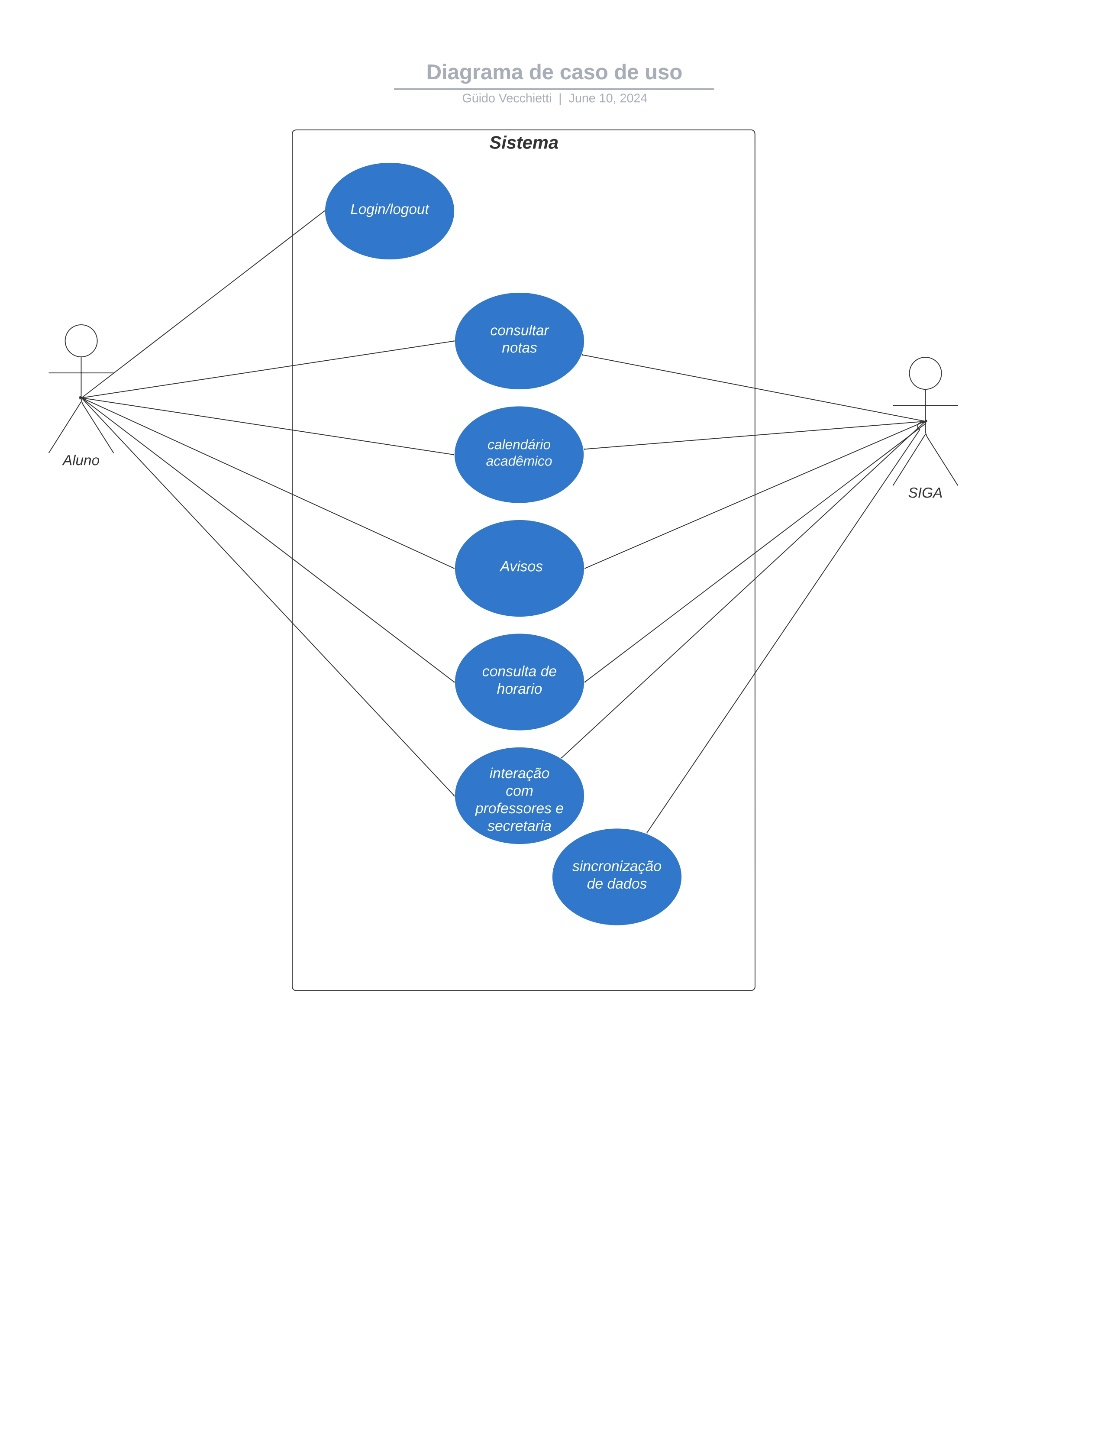 Diagrama de caso de uso
Güido Vecchietti | June 10, 2024
Sistema
Login/logout
consultar
notas
calendário
acadêmico
Aluno
SIGA
Avisos
consulta de
horario
interação
com
professores e
secretaria
sincronização
de dados